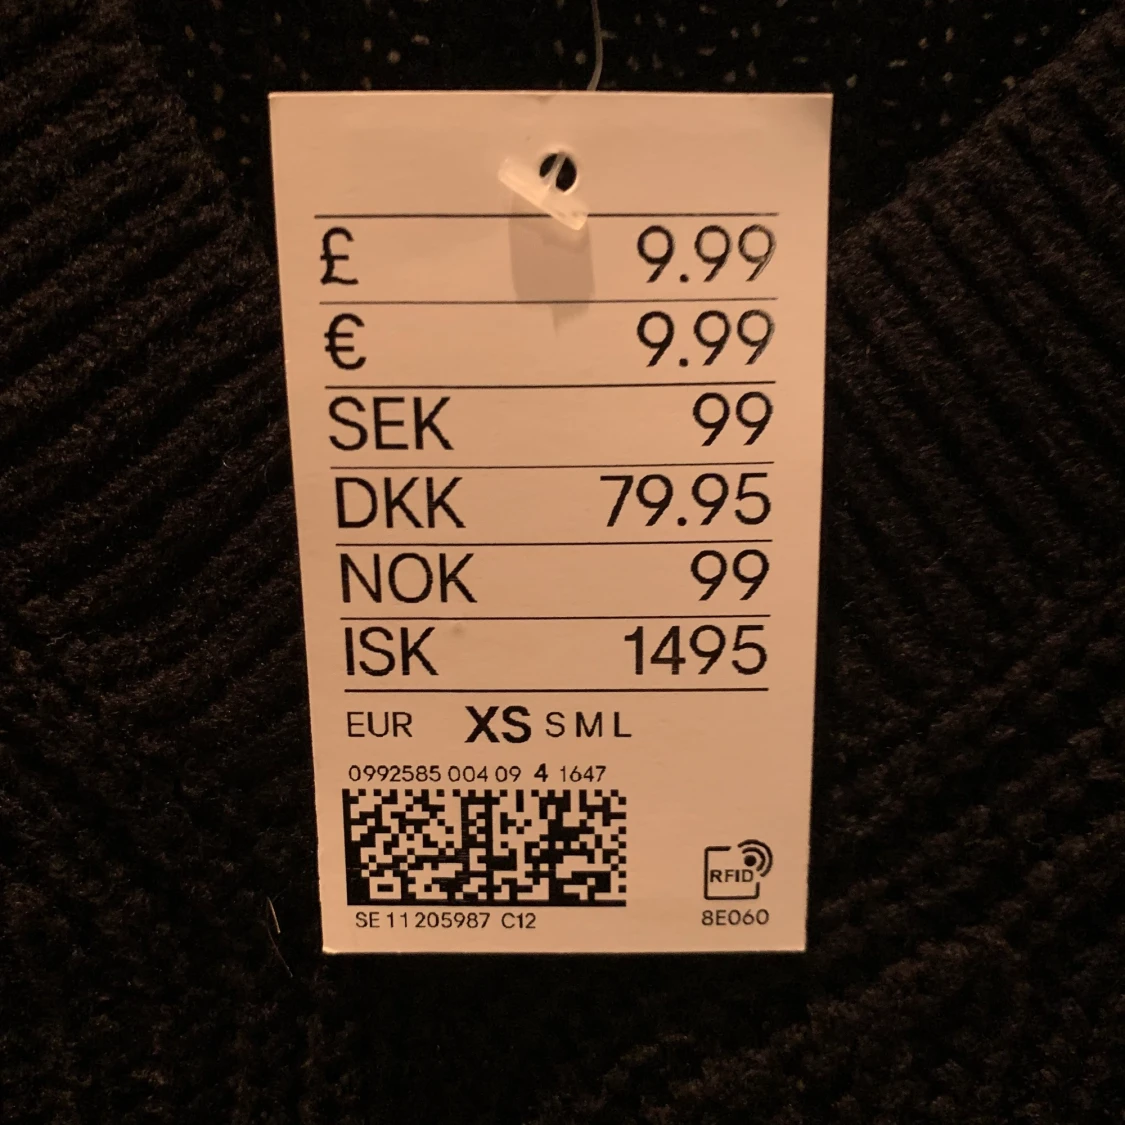 £ 9.99
€ 9.99
SEK 99
DKK 79.95
NOK 99
ISK 1495
EUR XS S M L
0992585 004 09 4 1647
RFID
SE 11 205987 C12
8E060